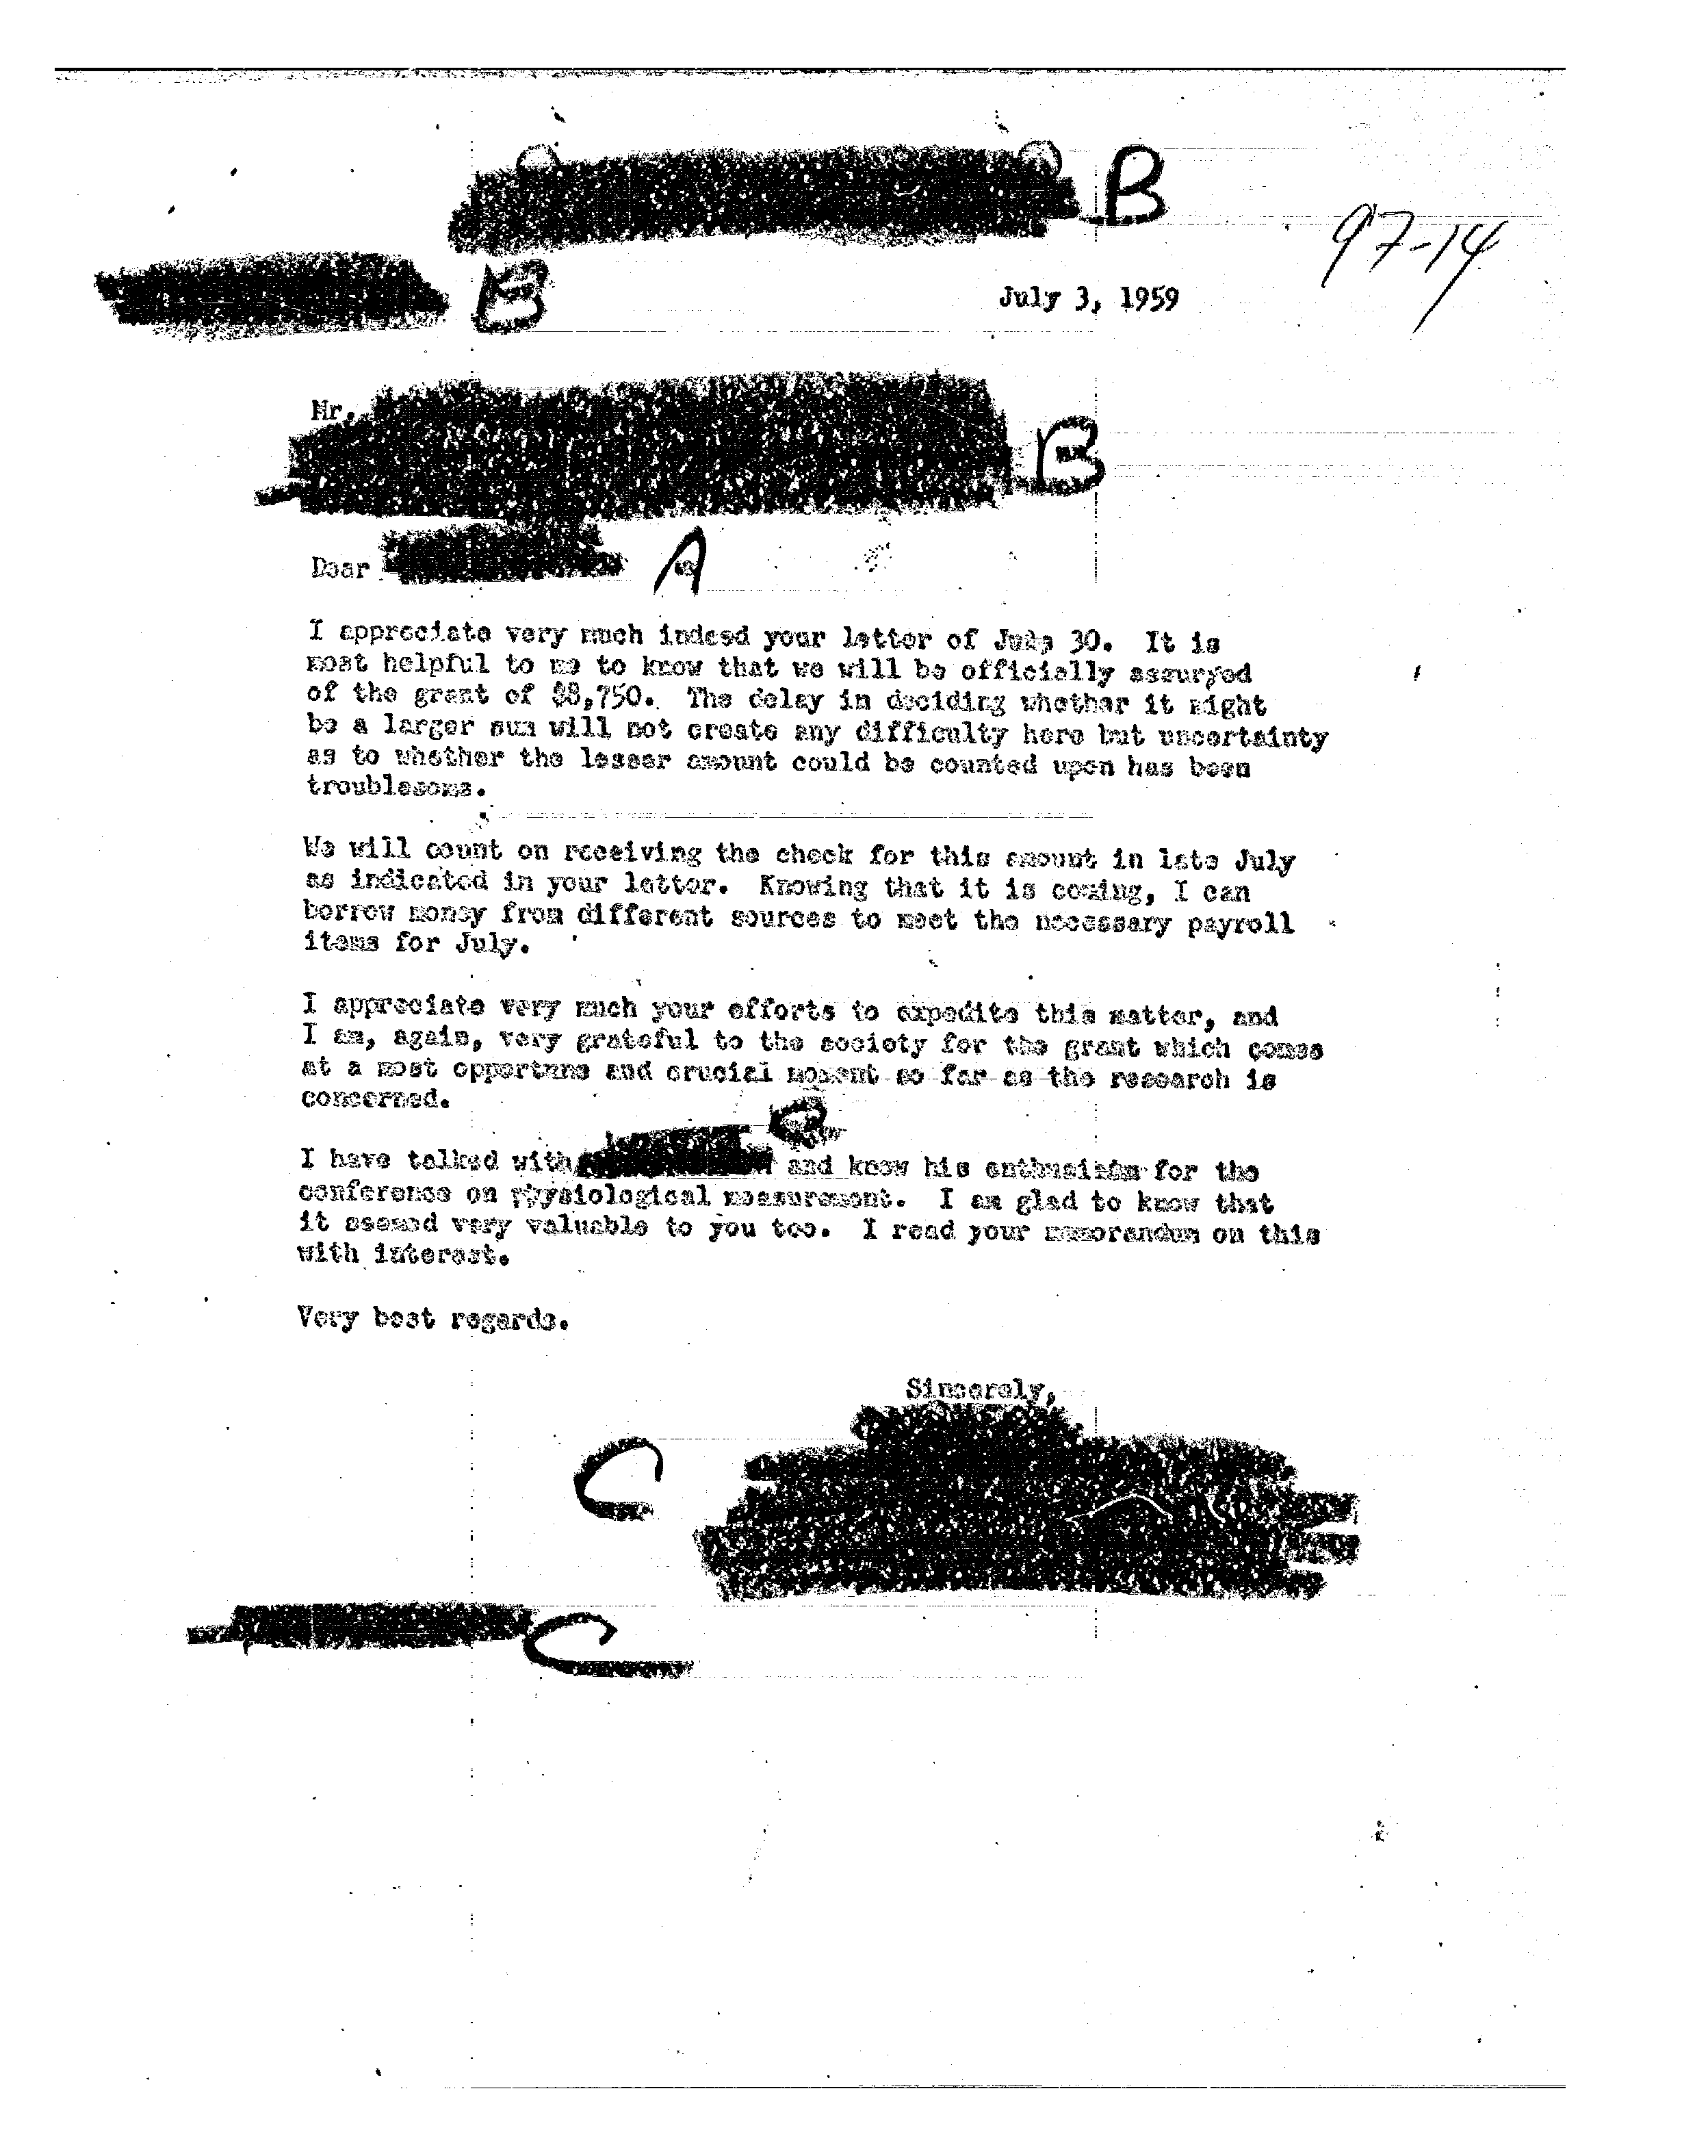 B
97-14
B
July 3, 1959
Mr.
B
Dear
A
I appreciate very much indeed your letter of 30. It is
most helpful to me to know that we will be officially assuryed
of the grant of $8,750. The delay in deciding whether it might
be a larger sum will not create any difficulty here but uncertainty
as to whether the lesser amount could be counted upon has been
troublesome.
We will count on receiving the check for this amount in late July
as indicated in your letter. Knowing that it is coming, I can
borrow money from different sources to meet the necessary payroll
items for July.
I appreciate very much your efforts to expedite this matter, and
I am, again, very grateful to the society for the grant which comes
at a most opportune and crucial moment so far as the research is
concerned.
I have talked with and know his enthusiasm for the
conference on physiological measurement. I am glad to know that
it seemed very valuable to you too. I read your memorandum on this
with interest.
Very best regards.
Sincerely,
C
C